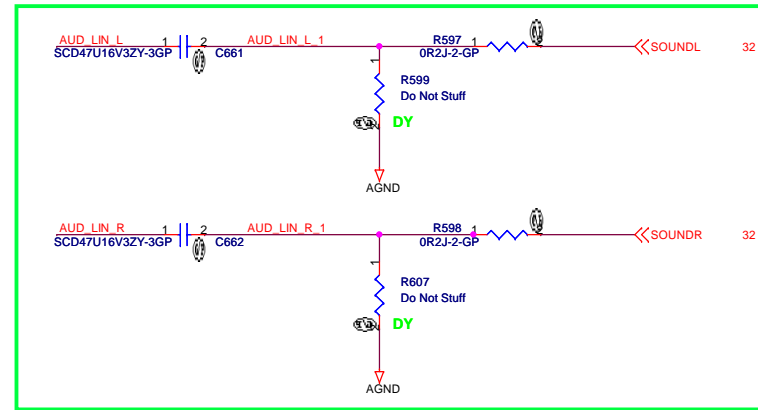 AUD_LIN_L 1 2 AUD_LIN_L_1 R597 1
SCD47U16V3ZY-3GP C661 0R2J-2-GP SOUNDL 32
1 R599
Do Not Stuff
DY
AGND
AUD_LIN_R 1 2 AUD_LIN_R_1 R598 1
SCD47U16V3ZY-3GP C662 0R2J-2-GP SOUNDR 32
1 R607
Do Not Stuff
DY
AGND